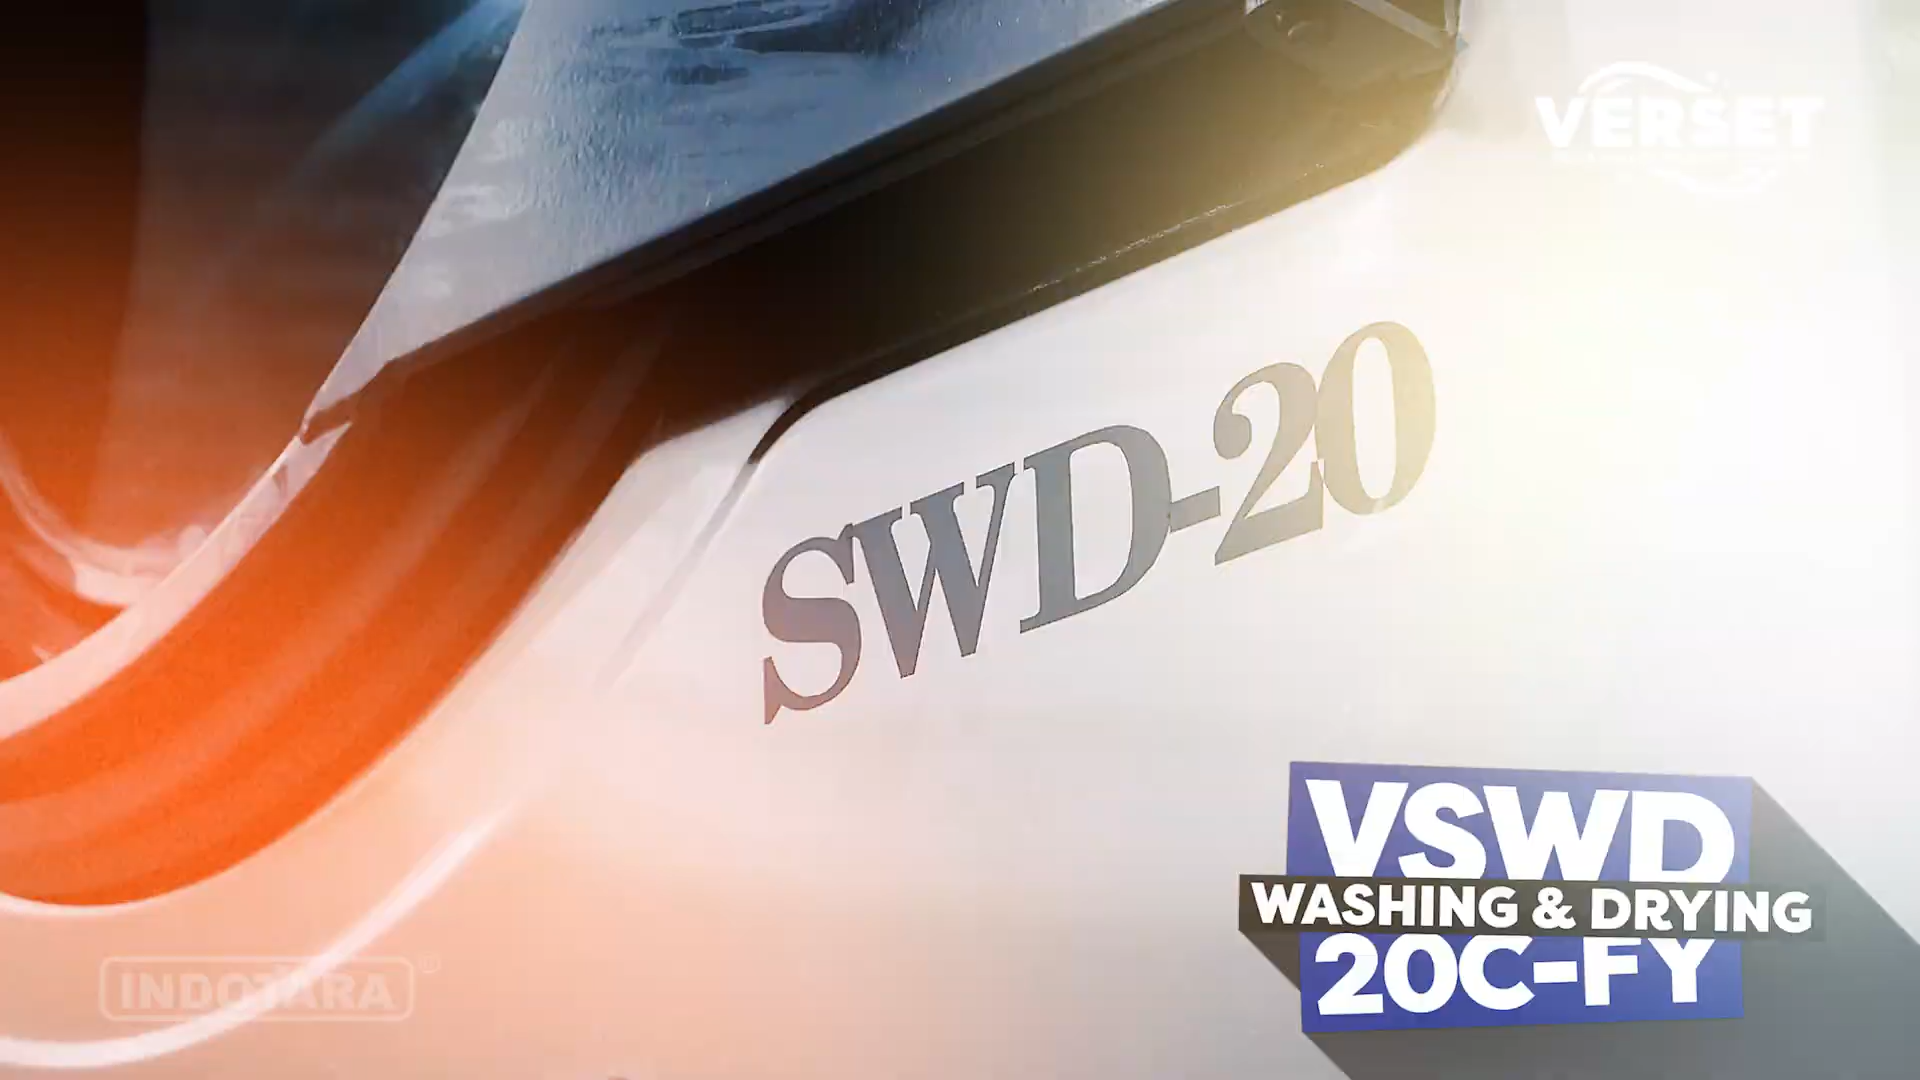 VERSET
SWD-20
VSWD
WASHING & DRYING
20C-FY
INDOTARA®